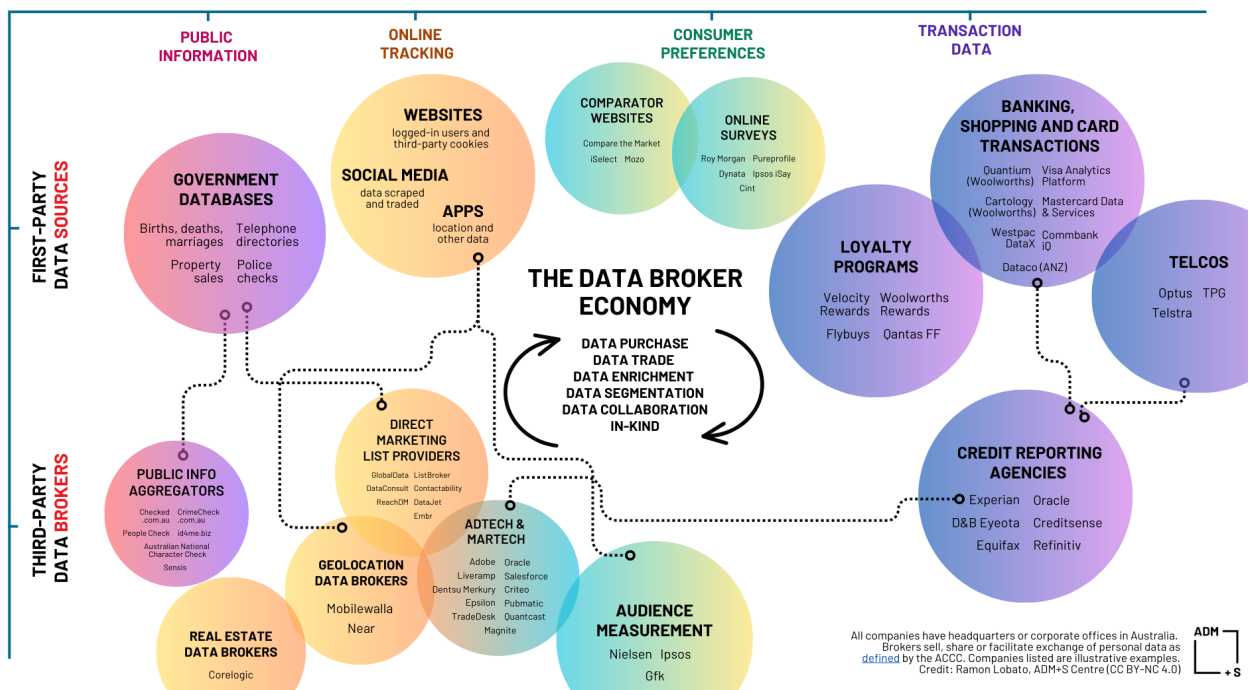 PUBLIC
INFORMATION
ONLINE
TRACKING
CONSUMER
PREFERENCES
TRANSACTION
DATA
FIRST-PARTY
DATA SOURCES
THIRD-PARTY
DATA BROKERS
GOVERNMENT
DATABASES
Births, deaths,
marriages
Telephone
directories
Property
sales
Police
checks
WEBSITES
logged-in users and
third-party cookies
SOCIAL MEDIA
data scraped
and traded
APPS
location and
other data
COMPARATOR
WEBSITES
Compare the Market
iSelect Mozo
ONLINE
SURVEYS
Roy Morgan Pureprofile
Dynata Ipsos iSay
Cint
BANKING,
SHOPPING AND CARD
TRANSACTIONS
Quantium
(Woolworths)
Visa Analytics
Platform
Cartology
(Woolworths)
Mastercard Data
& Services
Westpac
DataX
Commbank
iQ
Dataco (ANZ)
LOYALTY
PROGRAMS
Velocity
Rewards
Woolworths
Rewards
Flybuys Qantas FF
TELCOS
Optus TPG
Telstra
THE DATA BROKER
ECONOMY
DATA PURCHASE
DATA TRADE
DATA ENRICHMENT
DATA SEGMENTATION
DATA COLLABORATION
IN-KIND
PUBLIC INFO
AGGREGATORS
Checked
.com.au
CrimeCheck
.com.au
People Check id4me.biz
Australian National
Character Check
Sensis
REAL ESTATE
DATA BROKERS
Corelogic
DIRECT
MARKETING
LIST PROVIDERS
GlobalData ListBroker
DataConsult Contactability
ReachDM DataJet
Embr
GEOLOCATION
DATA BROKERS
Mobilewalla
Near
ADTECH &
MARTECH
Adobe Oracle
Liveramp Salesforce
Dentsu Merkury Criteo
Epsilon Pubmatic
TradeDesk Quantcast
Magnite
AUDIENCE
MEASUREMENT
Nielsen Ipsos
Gfk
CREDIT REPORTING
AGENCIES
Experian Oracle
D&B Eyeota Creditsense
Equifax Refinitiv
All companies have headquarters or corporate offices in Australia.
Brokers sell, share or facilitate exchange of personal data as
defined by the ACCC. Companies listed are illustrative examples.
Credit: Ramon Lobato, ADM+S Centre (CC BY-NC 4.0)
ADM
+ S